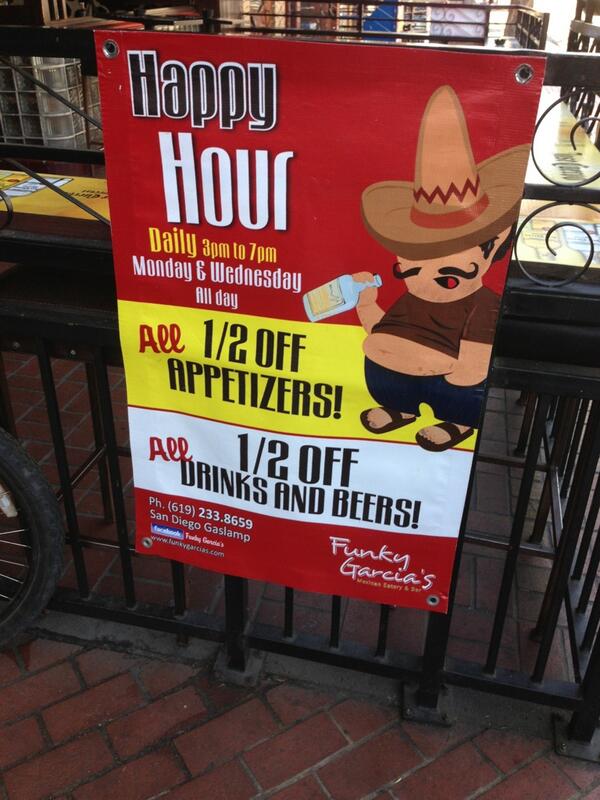 Happy
Hour
Daily 3pm to 7pm
Monday & Wednesday
All day
All 1/2 OFF
APPETIZERS!
All 1/2 OFF
DRINKS AND BEERS!
Ph. (619) 233.8659
San Diego Gaslamp
facebook Funky Garcia's
www.funkygarcias.com
Funky
Garcia's
Mexican Eatery & Bar